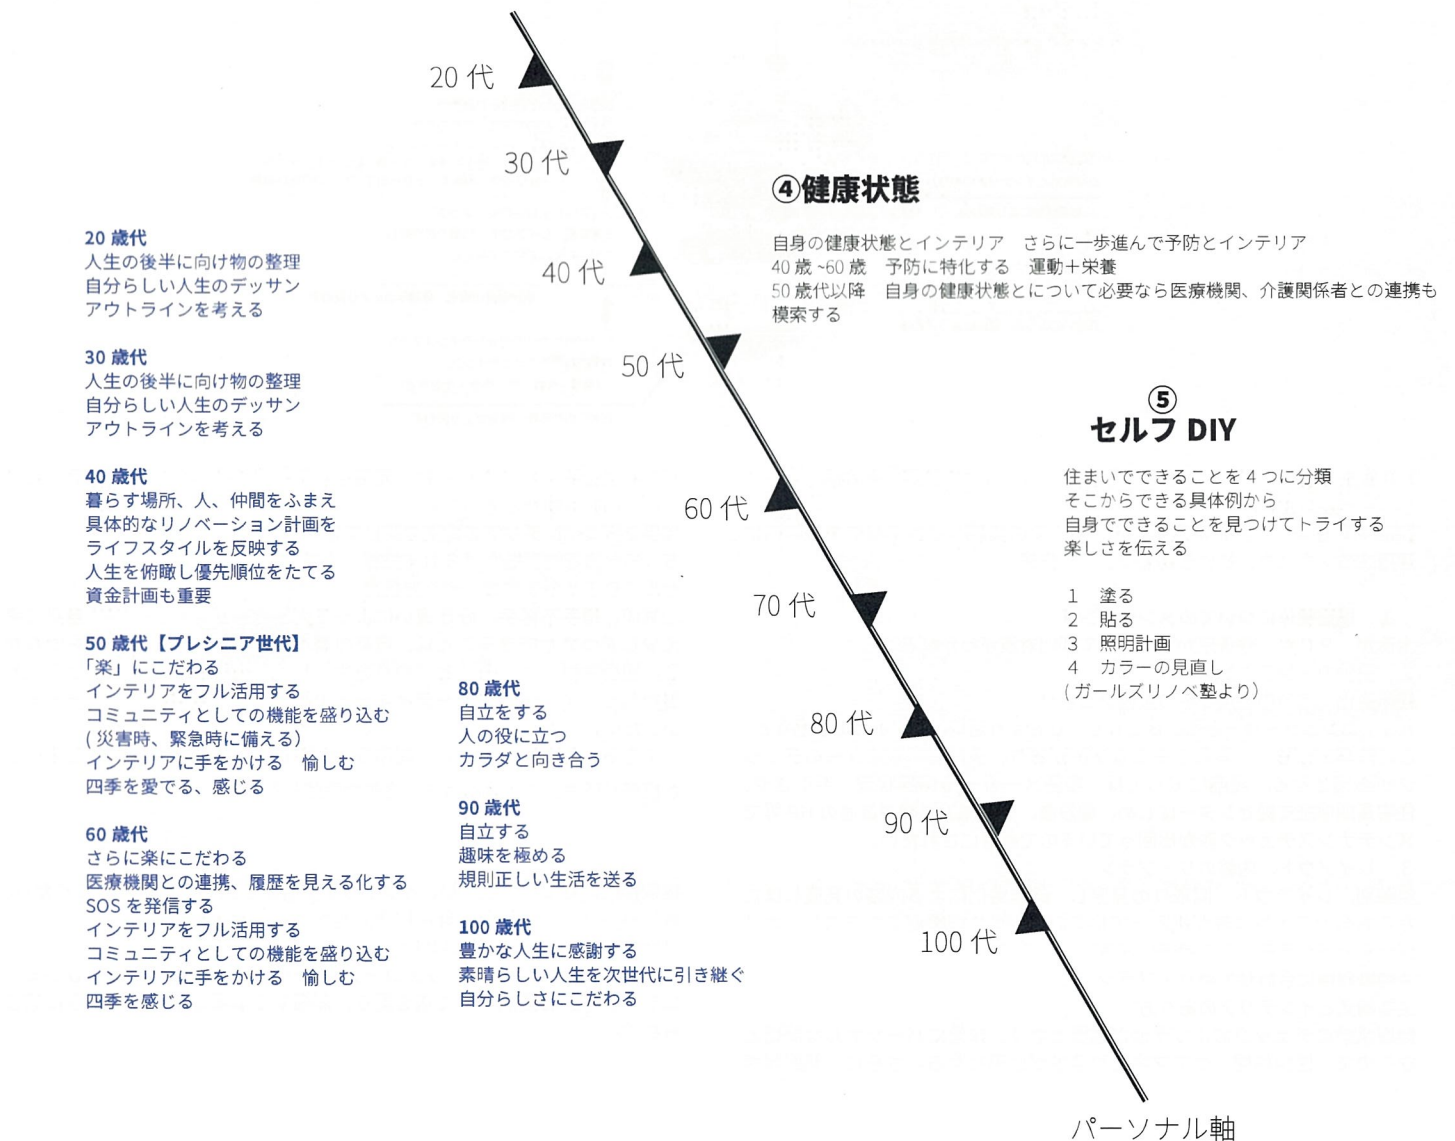 20 代
30 代
40 代
50 代
60 代
70 代
80 代
90 代
100 代
パーソナル軸
20 歳代
人生の後半に向け物の整理
自分らしい人生のデッサン
アウトラインを考える
30 歳代
人生の後半に向け物の整理
自分らしい人生のデッサン
アウトラインを考える
40 歳代
暮らす場所、人、仲間をふまえ
具体的なリノベーション計画を
ライフスタイルを反映する
人生を俯瞰し優先順位をたてる
資金計画も重要
50 歳代【プレシニア世代】
「楽」にこだわる
インテリアをフル活用する
コミュニティとしての機能を盛り込む
( 災害時、緊急時に備える）
インテリアに手をかける　愉しむ
四季を愛でる、感じる
60 歳代
さらに楽にこだわる
医療機関との連携、履歴を見える化する
SOS を発信する
インテリアをフル活用する
コミュニティとしての機能を盛り込む
インテリアに手をかける　愉しむ
四季を感じる
80 歳代
自立をする
人の役に立つ
カラダと向き合う
90 歳代
自立する
趣味を極める
規則正しい生活を送る
100 歳代
豊かな人生に感謝する
素晴らしい人生を次世代に引き継ぐ
自分らしさにこだわる
④健康状態
自身の健康状態とインテリア　さらに一歩進んで予防とインテリア
40 歳 ~60 歳　予防に特化する　運動＋栄養
50 歳代以降　自身の健康状態とについて必要なら医療機関、介護関係者との連携も
模索する
⑤
セルフ DIY
住まいでできることを 4 つに分類
そこからできる具体例から
自身でできることを見つけてトライする
楽しさを伝える
1　塗る
2　貼る
3　照明計画
4　カラーの見直し
( ガールズリノベ塾より）